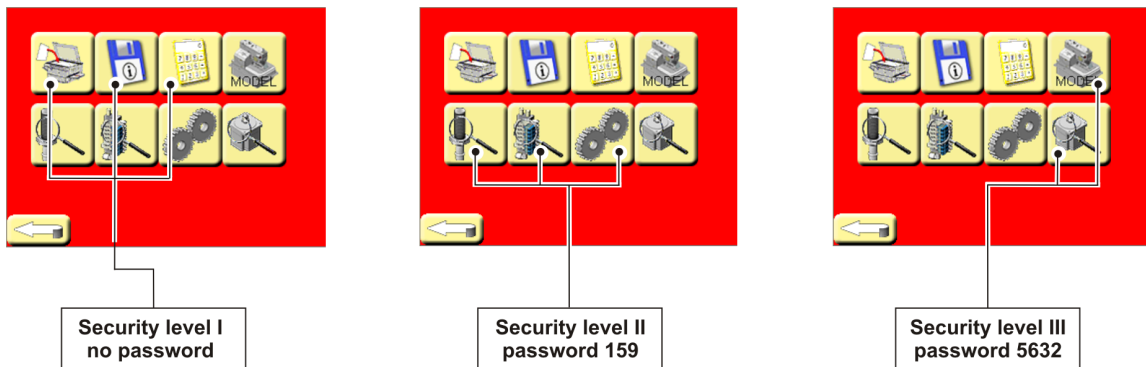 MODEL
MODEL
MODEL
Security level I
no password
Security level II
password 159
Security level III
password 5632